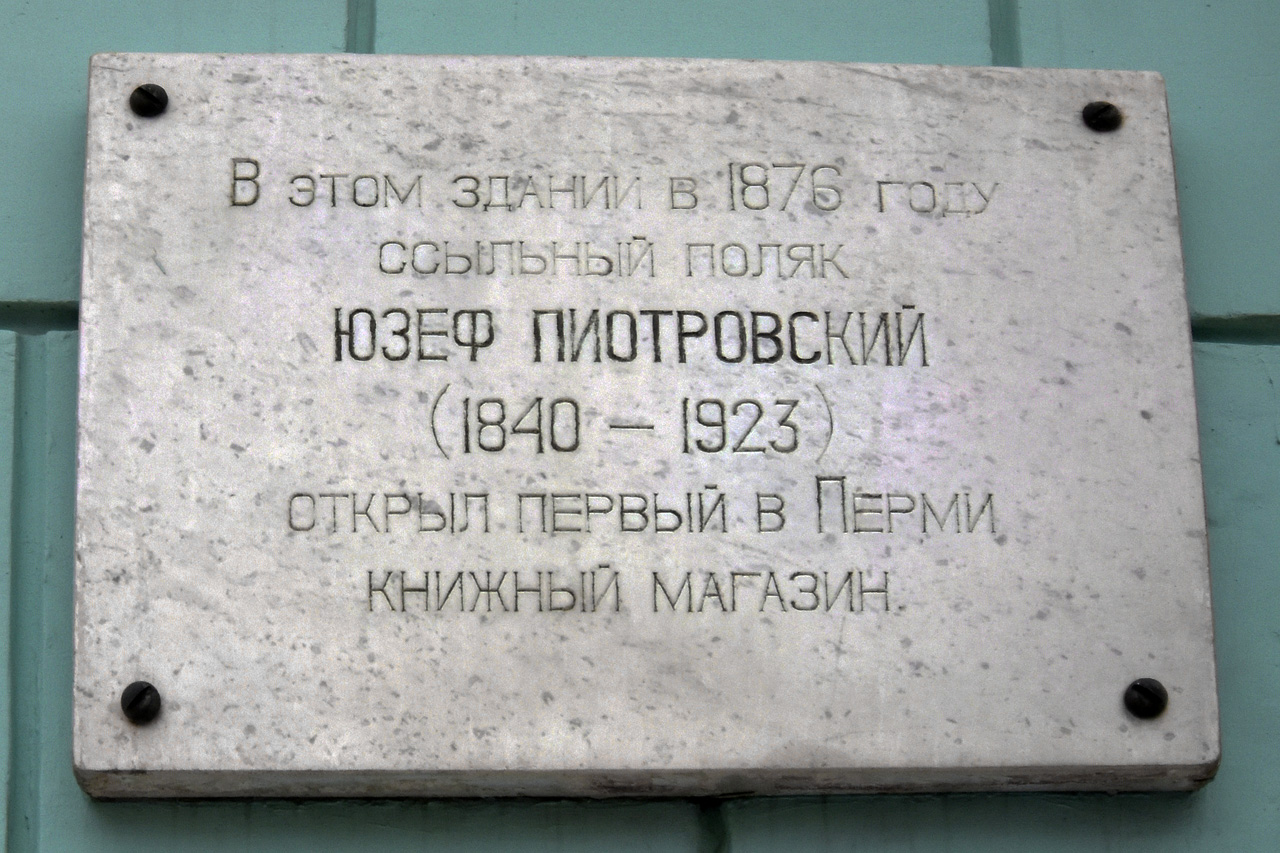 В этом здании в 1876 году
ссыльный поляк
ЮЗЕФ ПИОТРОВСКИЙ
(1840 – 1923)
открыл первый в Перми
книжный магазин.